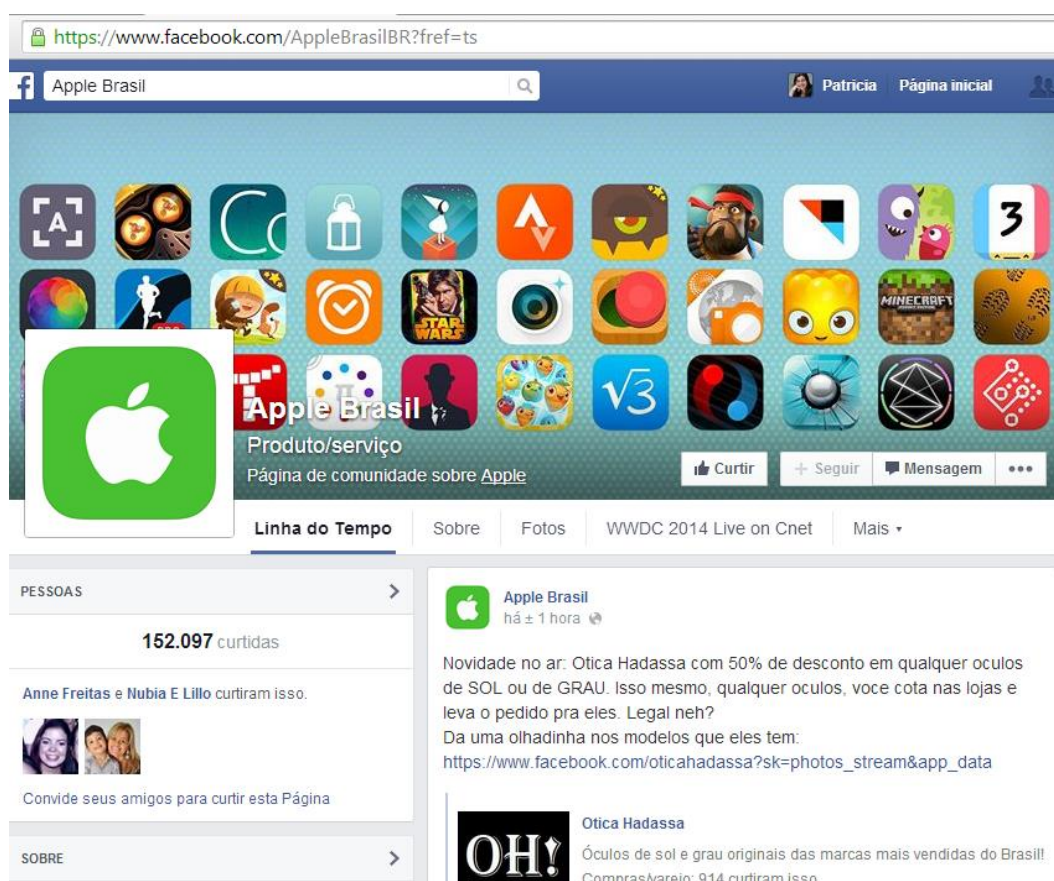 https://www.facebook.com/AppleBrasilBR?fref=ts
Apple Brasil
Patricia
Página inicial
A
3
PRO
STAR
WARS
MINECRAFT
√3
Apple Brasil
Produto/serviço
Página de comunidade sobre Apple
Curtir
+ Seguir
Mensagem
Linha do Tempo
Sobre
Fotos
WWDC 2014 Live on Cnet
Mais
PESSOAS
152.097 curtidas
Anne Freitas e Nubia E Lillo curtiram isso.
Convide seus amigos para curtir esta Página
SOBRE
Apple Brasil
há ± 1 hora
Novidade no ar: Otica Hadassa com 50% de desconto em qualquer oculos
de SOL ou de GRAU. Isso mesmo, qualquer oculos, voce cota nas lojas e
leva o pedido pra eles. Legal neh?
Da uma olhadinha nos modelos que eles tem:
https://www.facebook.com/oticahadassa?sk=photos_stream&app_data
OH!
Otica Hadassa
Óculos de sol e grau originais das marcas mais vendidas do Brasil!
Compras/varejo: 914 curtiram isso